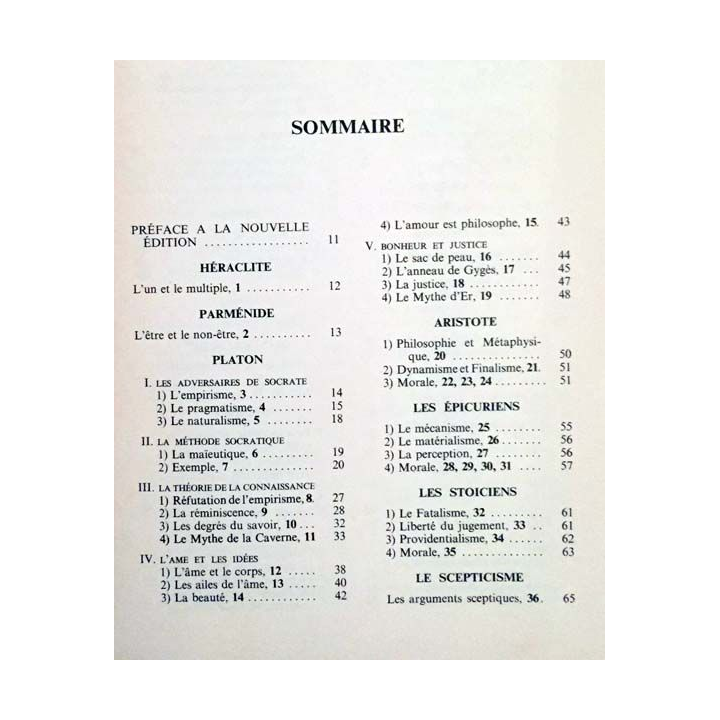 SOMMAIRE
PRÉFACE A LA NOUVELLE
ÉDITION .................. 11
HÉRACLITE
L'un et le multiple, 1 ........... 12
PARMÉNIDE
L'être et le non-être, 2 .......... 13
PLATON
I. LES ADVERSAIRES DE SOCRATE
1) L'empirisme, 3 ........... 14
2) Le pragmatisme, 4 ....... 15
3) Le naturalisme, 5 ........ 18
II. LA MÉTHODE SOCRATIQUE
1) La maïeutique, 6 ......... 19
2) Exemple, 7 .............. 20
III. LA THÉORIE DE LA CONNAISSANCE
1) Réfutation de l'empirisme, 8. 27
2) La réminiscence, 9 ....... 28
3) Les degrés du savoir, 10 ... 32
4) Le Mythe de la Caverne, 11 33
IV. L'AME ET LES IDÉES
1) L'âme et le corps, 12 ..... 38
2) Les ailes de l'âme, 13 ..... 40
3) La beauté, 14 ............ 42
4) L'amour est philosophe, 15. 43
V. BONHEUR ET JUSTICE
1) Le sac de peau, 16 ....... 44
2) L'anneau de Gygès, 17 ... 45
3) La justice, 18 ............ 47
4) Le Mythe d'Er, 19 ....... 48
ARISTOTE
1) Philosophie et Métaphysi-
que, 20 ............... 50
2) Dynamisme et Finalisme, 21. 51
3) Morale, 22, 23, 24 ......... 51
LES ÉPICURIENS
1) Le mécanisme, 25 ........ 55
2) Le matérialisme, 26 ....... 56
3) La perception, 27 ........ 56
4) Morale, 28, 29, 30, 31 .... 57
LES STOICIENS
1) Le Fatalisme, 32 .......... 61
2) Liberté du jugement, 33 .. 61
3) Providentialisme, 34 ...... 62
4) Morale, 35 ............... 63
LE SCEPTICISME
Les arguments sceptiques, 36. 65